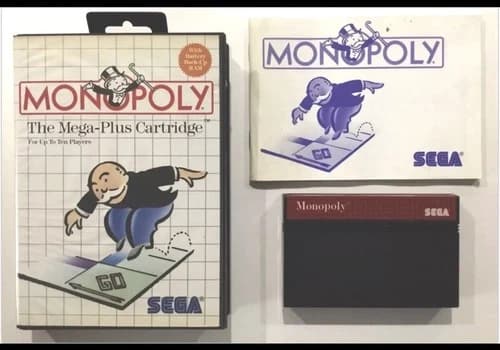 With
Battery
Back-Up
RAM
MONOPOLY
The Mega-Plus Cartridge™
For Up To Ten Players
GO
SEGA®
MONOPOLY
GO
SEGA®
Monopoly®
SEGA®